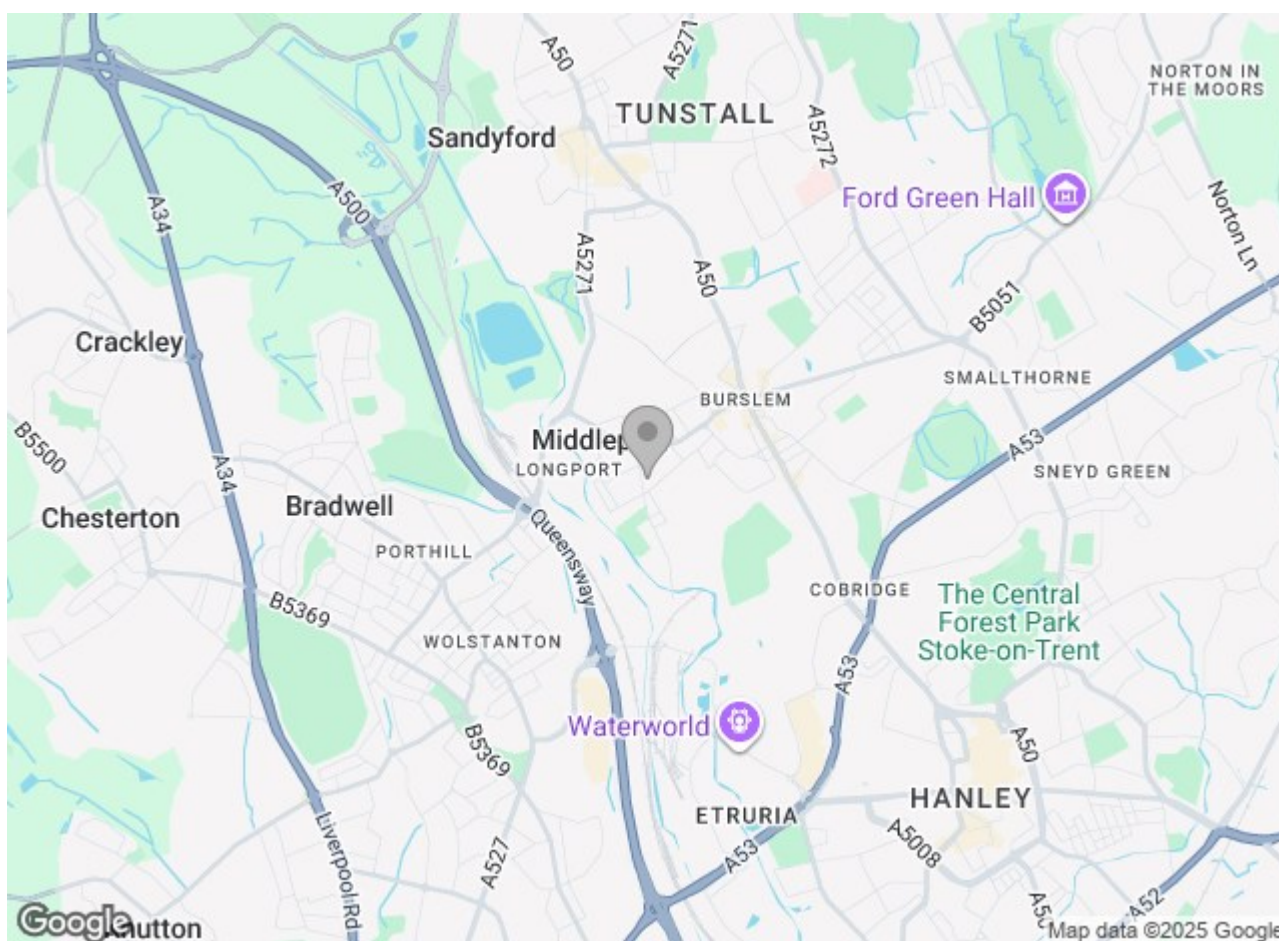 A50
A5271
NORTON IN
THE MOORS
TUNSTALL
Sandyford
A5272
A34
A500
Ford Green Hall
Norton Ln
A5271
A50
B5051
Crackley
SMALLTHORNE
BURSLEM
B5500
Middlep
LONGPORT
A53
SNEYD GREEN
A34
Bradwell
Chesterton
Queensway
PORTHILL
COBRIDGE
The Central
Forest Park
Stoke-on-Trent
B5369
WOLSTANTON
A53
Waterworld
B5369
A50
HANLEY
ETRURIA
Liverpool Rd
A527
A53
A5008
A52
Google
Knutton
Map data ©2025 Google